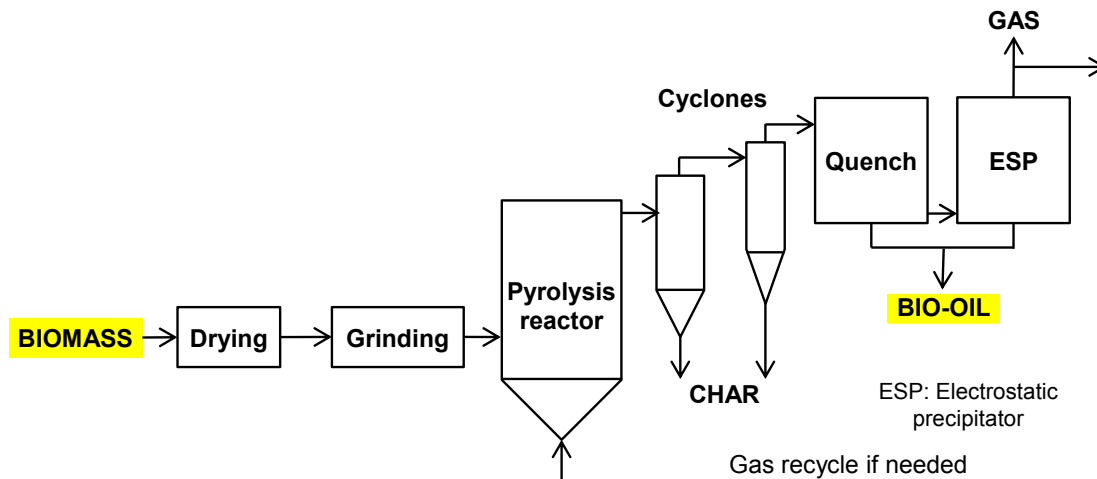 GAS
Cyclones
Quench
ESP
Pyrolysis
reactor
BIO-OIL
BIOMASS
Drying
Grinding
CHAR
ESP: Electrostatic
precipitator
Gas recycle if needed